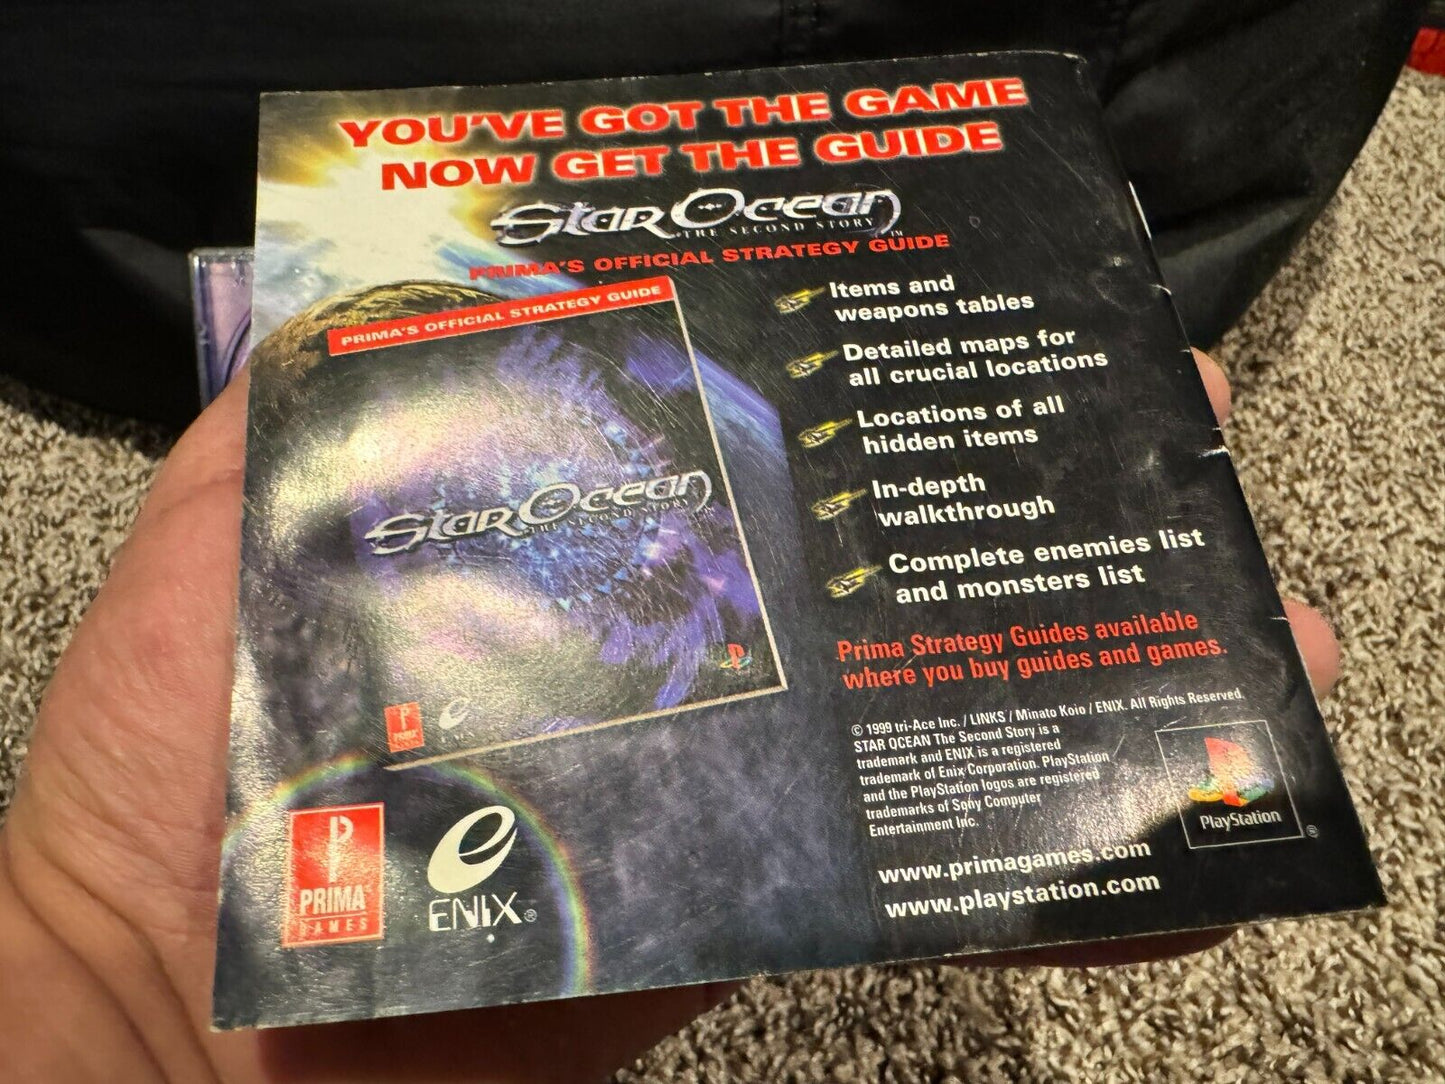 YOU'VE GOT THE GAME
NOW GET THE GUIDE
Star Ocean
THE SECOND STORY™
PRIMA'S OFFICIAL STRATEGY GUIDE
PRIMA'S OFFICIAL STRATEGY GUIDE
Star Ocean
THE SECOND STORY
PRIMA
Items and
weapons tables
Detailed maps for
all crucial locations
Locations of all
hidden items
In-depth
walkthrough
Complete enemies list
and monsters list
Prima Strategy Guides available
where you buy guides and games.
© 1999 tri-Ace Inc. / LINKS / Minato Koio / ENIX. All Rights Reserved.
STAR OCEAN The Second Story is a
trademark and ENIX is a registered
trademark of Enix Corporation. PlayStation
and the PlayStation logos are registered
trademarks of Sony Computer
Entertainment Inc.
PlayStation
®
www.primagames.com
www.playstation.com
PRIMA®
GAMES
ENIX®